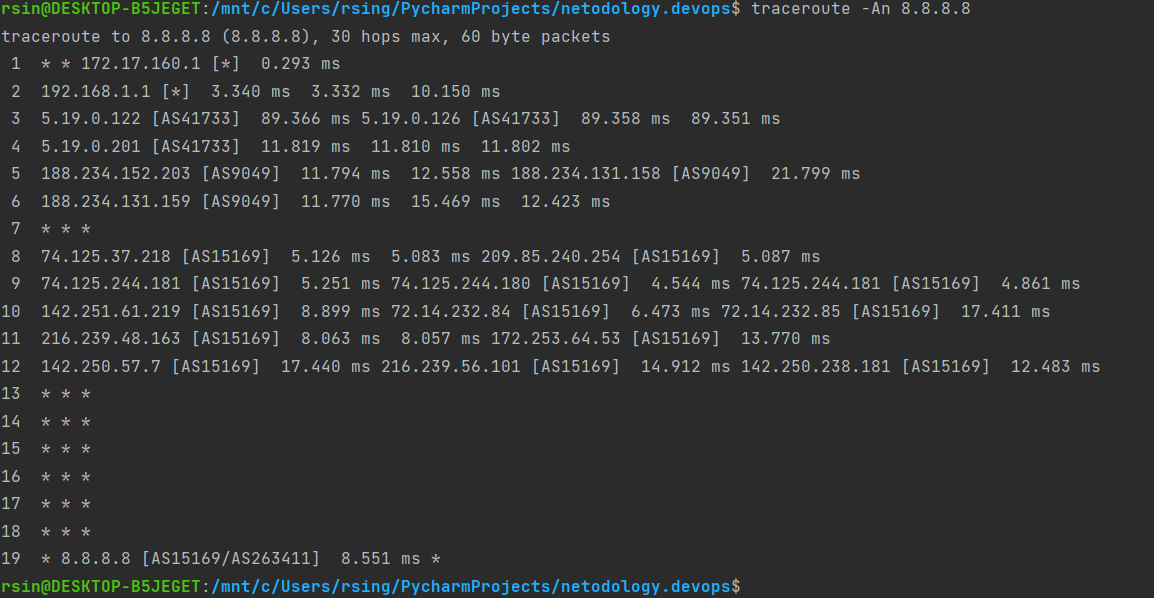 rsin@DESKTOP-B5JEGET:/mnt/c/Users/rsing/PycharmProjects/netodology.devops$ traceroute -An 8.8.8.8
traceroute to 8.8.8.8 (8.8.8.8), 30 hops max, 60 byte packets
 1  * * 172.17.160.1 [*]  0.293 ms
 2  192.168.1.1 [*]  3.340 ms  3.332 ms  10.150 ms
 3  5.19.0.122 [AS41733]  89.366 ms 5.19.0.126 [AS41733]  89.358 ms  89.351 ms
 4  5.19.0.201 [AS41733]  11.819 ms  11.810 ms  11.802 ms
 5  188.234.152.203 [AS9049]  11.794 ms  12.558 ms 188.234.131.158 [AS9049]  21.799 ms
 6  188.234.131.159 [AS9049]  11.770 ms  15.469 ms  12.423 ms
 7  * * *
 8  74.125.37.218 [AS15169]  5.126 ms  5.083 ms 209.85.240.254 [AS15169]  5.087 ms
 9  74.125.244.181 [AS15169]  5.251 ms 74.125.244.180 [AS15169]  4.544 ms 74.125.244.181 [AS15169]  4.861 ms
10  142.251.61.219 [AS15169]  8.899 ms 72.14.232.84 [AS15169]  6.473 ms 72.14.232.85 [AS15169]  17.411 ms
11  216.239.48.163 [AS15169]  8.063 ms  8.057 ms 172.253.64.53 [AS15169]  13.770 ms
12  142.250.57.7 [AS15169]  17.440 ms 216.239.56.101 [AS15169]  14.912 ms 142.250.238.181 [AS15169]  12.483 ms
13  * * *
14  * * *
15  * * *
16  * * *
17  * * *
18  * * *
19  * 8.8.8.8 [AS15169/AS263411]  8.551 ms *
rsin@DESKTOP-B5JEGET:/mnt/c/Users/rsing/PycharmProjects/netodology.devops$